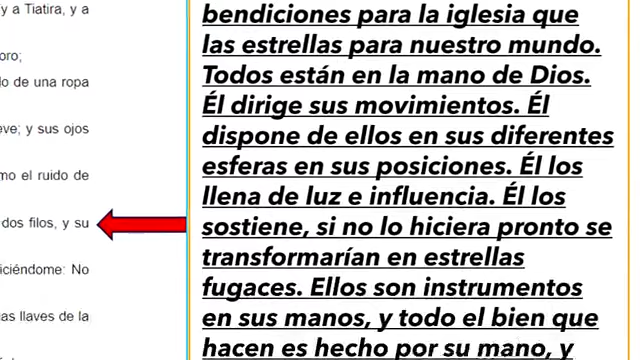 y a Tiatira, y a
oro;
de una ropa
y sus ojos
el ruido de
dos filos, y su
No
llaves de la
bendiciones para la iglesia que
las estrellas para nuestro mundo.
Todos están en la mano de Dios.
Él dirige sus movimientos. Él
dispone de ellos en sus diferentes
esferas en sus posiciones. Él los
llena de luz e influencia. Él los
sostiene, si no lo hiciera pronto se
transformarían en estrellas
fugaces. Ellos son instrumentos
en sus manos, y todo el bien que
hacen es hecho por su mano, y